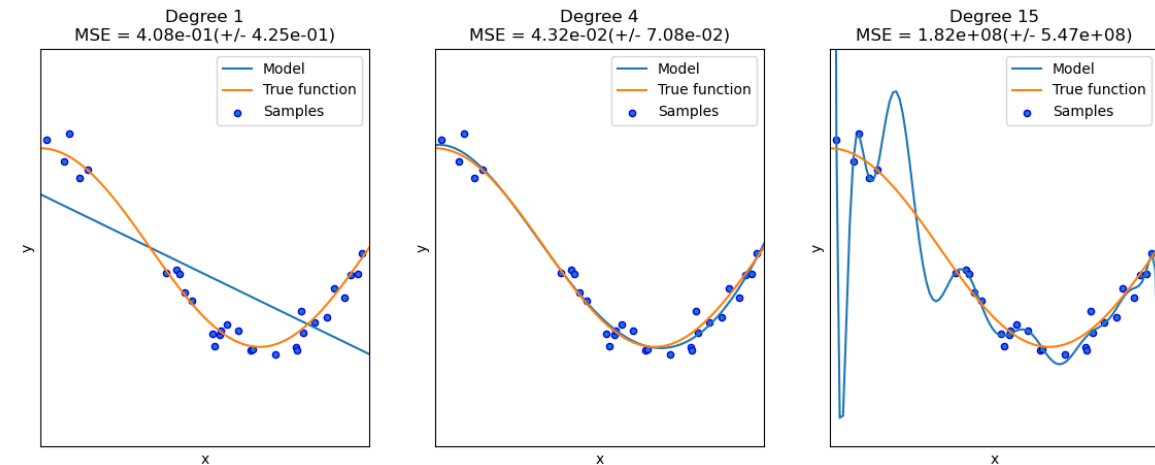 Degree 1
MSE = 4.08e-01(+/- 4.25e-01)
Model
True function
Samples
y
x
Degree 4
MSE = 4.32e-02(+/- 7.08e-02)
Model
True function
Samples
y
x
Degree 15
MSE = 1.82e+08(+/- 5.47e+08)
Model
True function
Samples
y
x